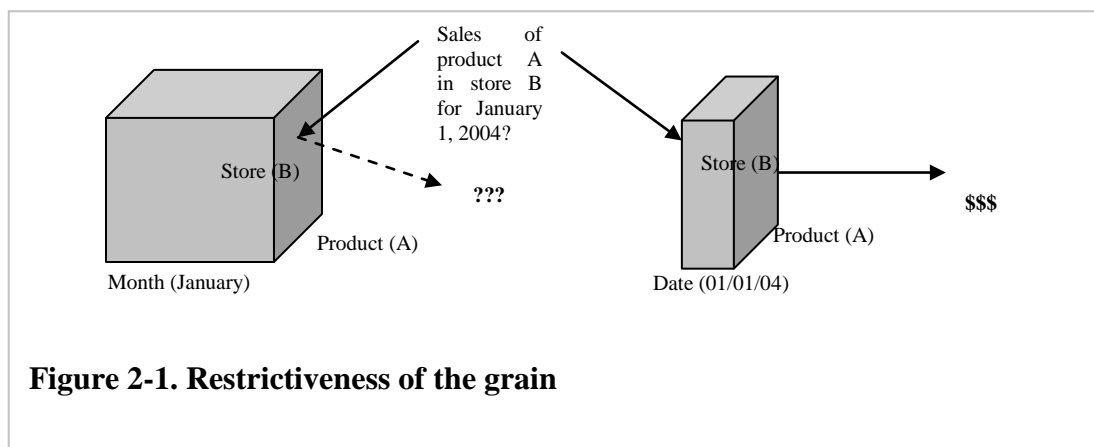 Sales of
product A
in store B
for January
1, 2004?
Store (B)
???
Product (A)
Month (January)
Store (B)
$$$
Product (A)
Date (01/01/04)
Figure 2-1. Restrictiveness of the grain